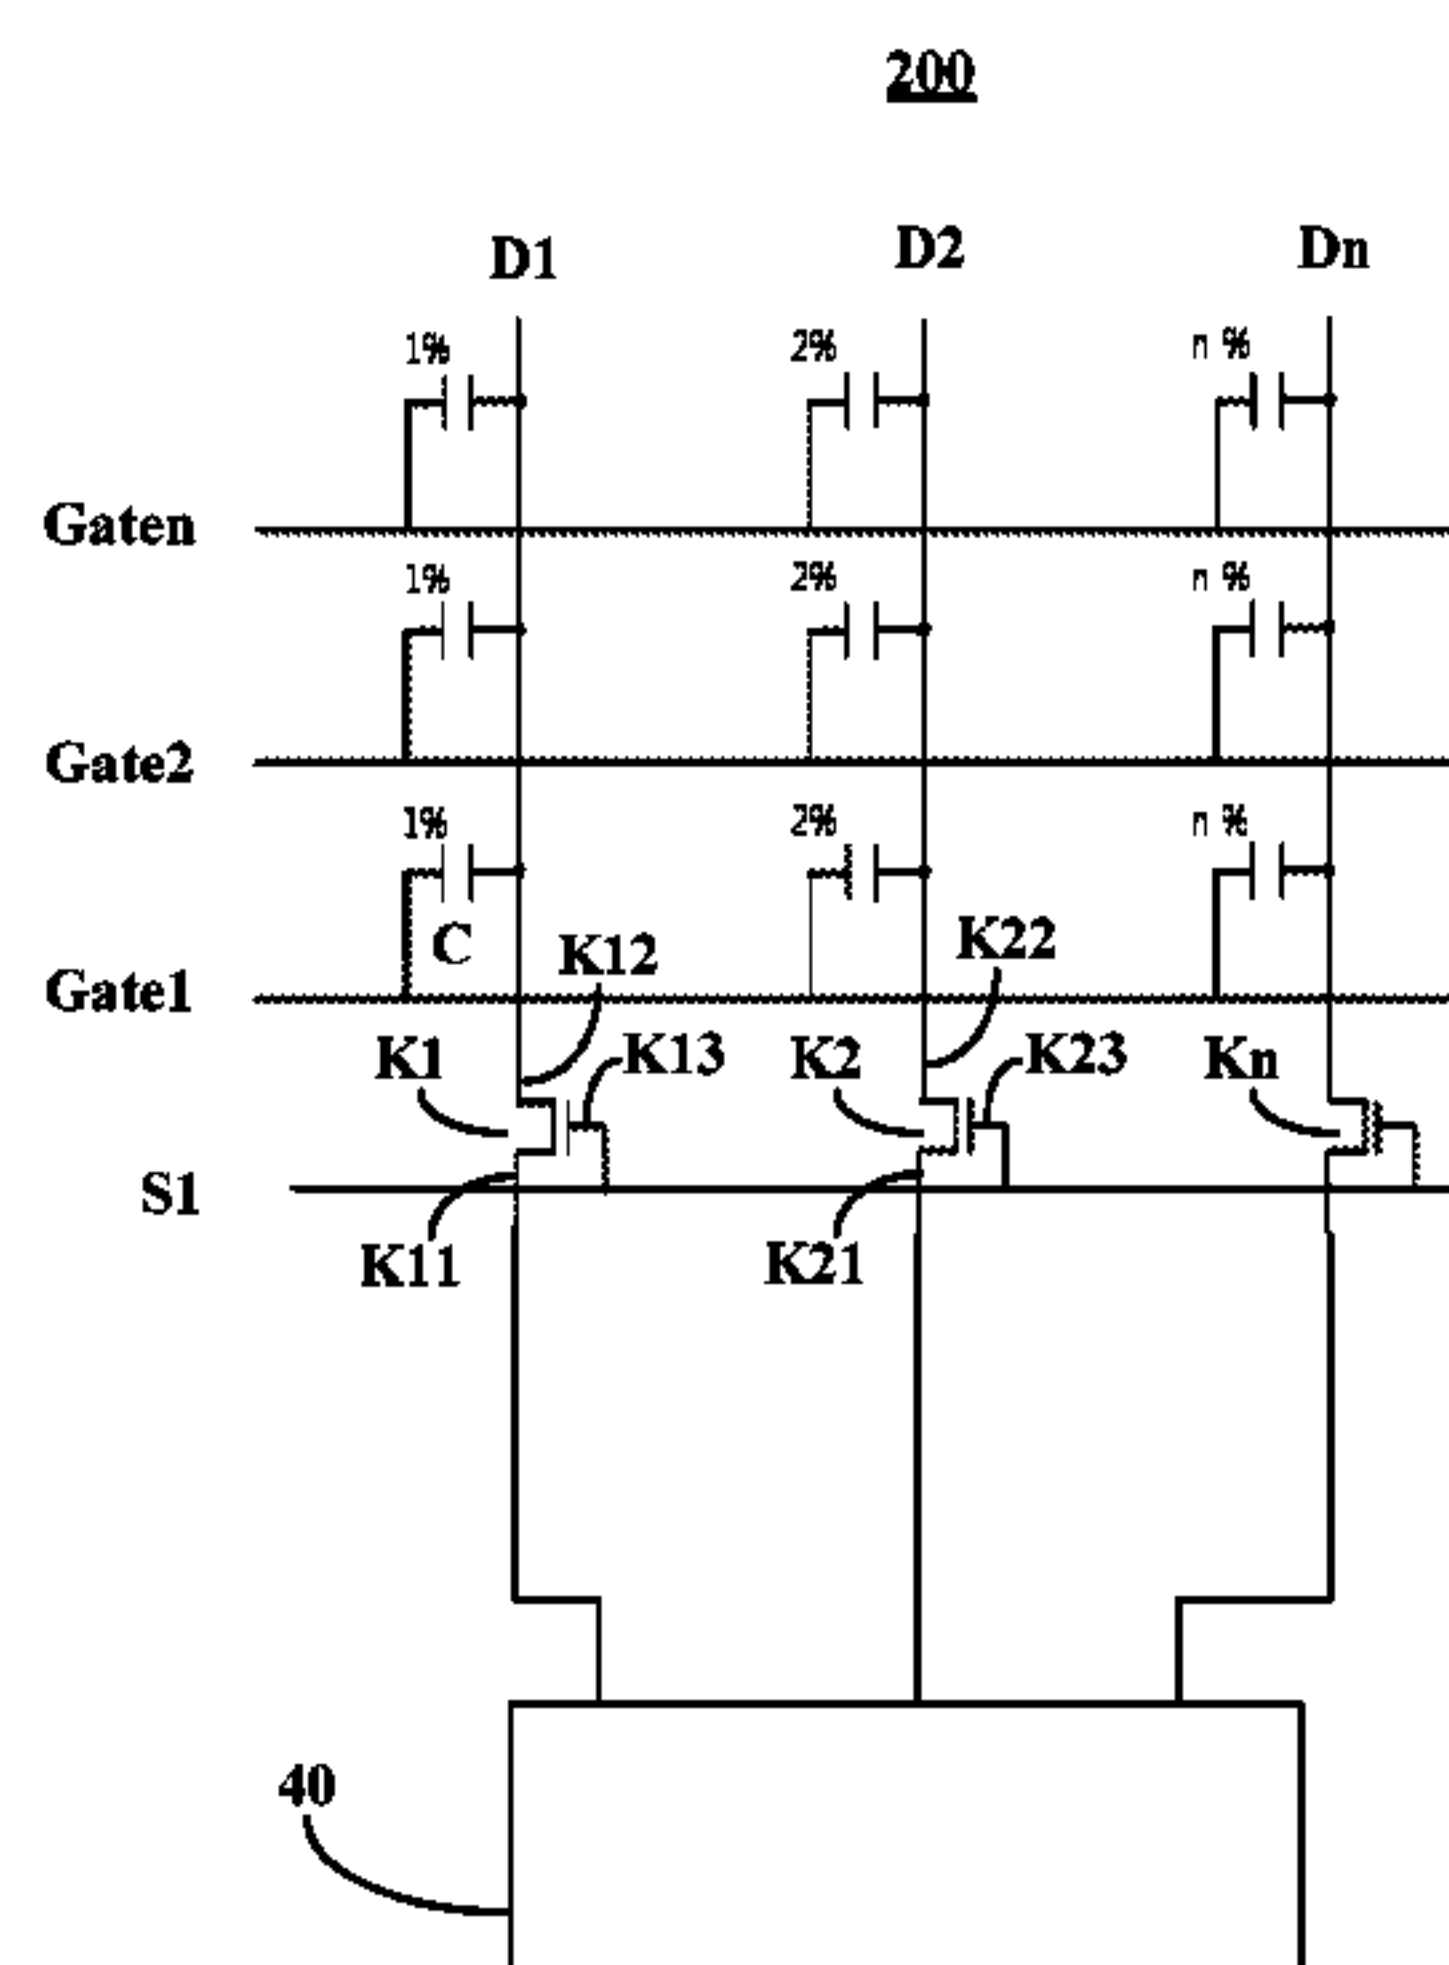 200
D1 D2 Dn
1% 2% n %
Gaten
1% 2% n %
Gate2
1% 2% n %
C K12 K22
Gate1
K1 K13 K2 K23 Kn
S1
K11 K21
40